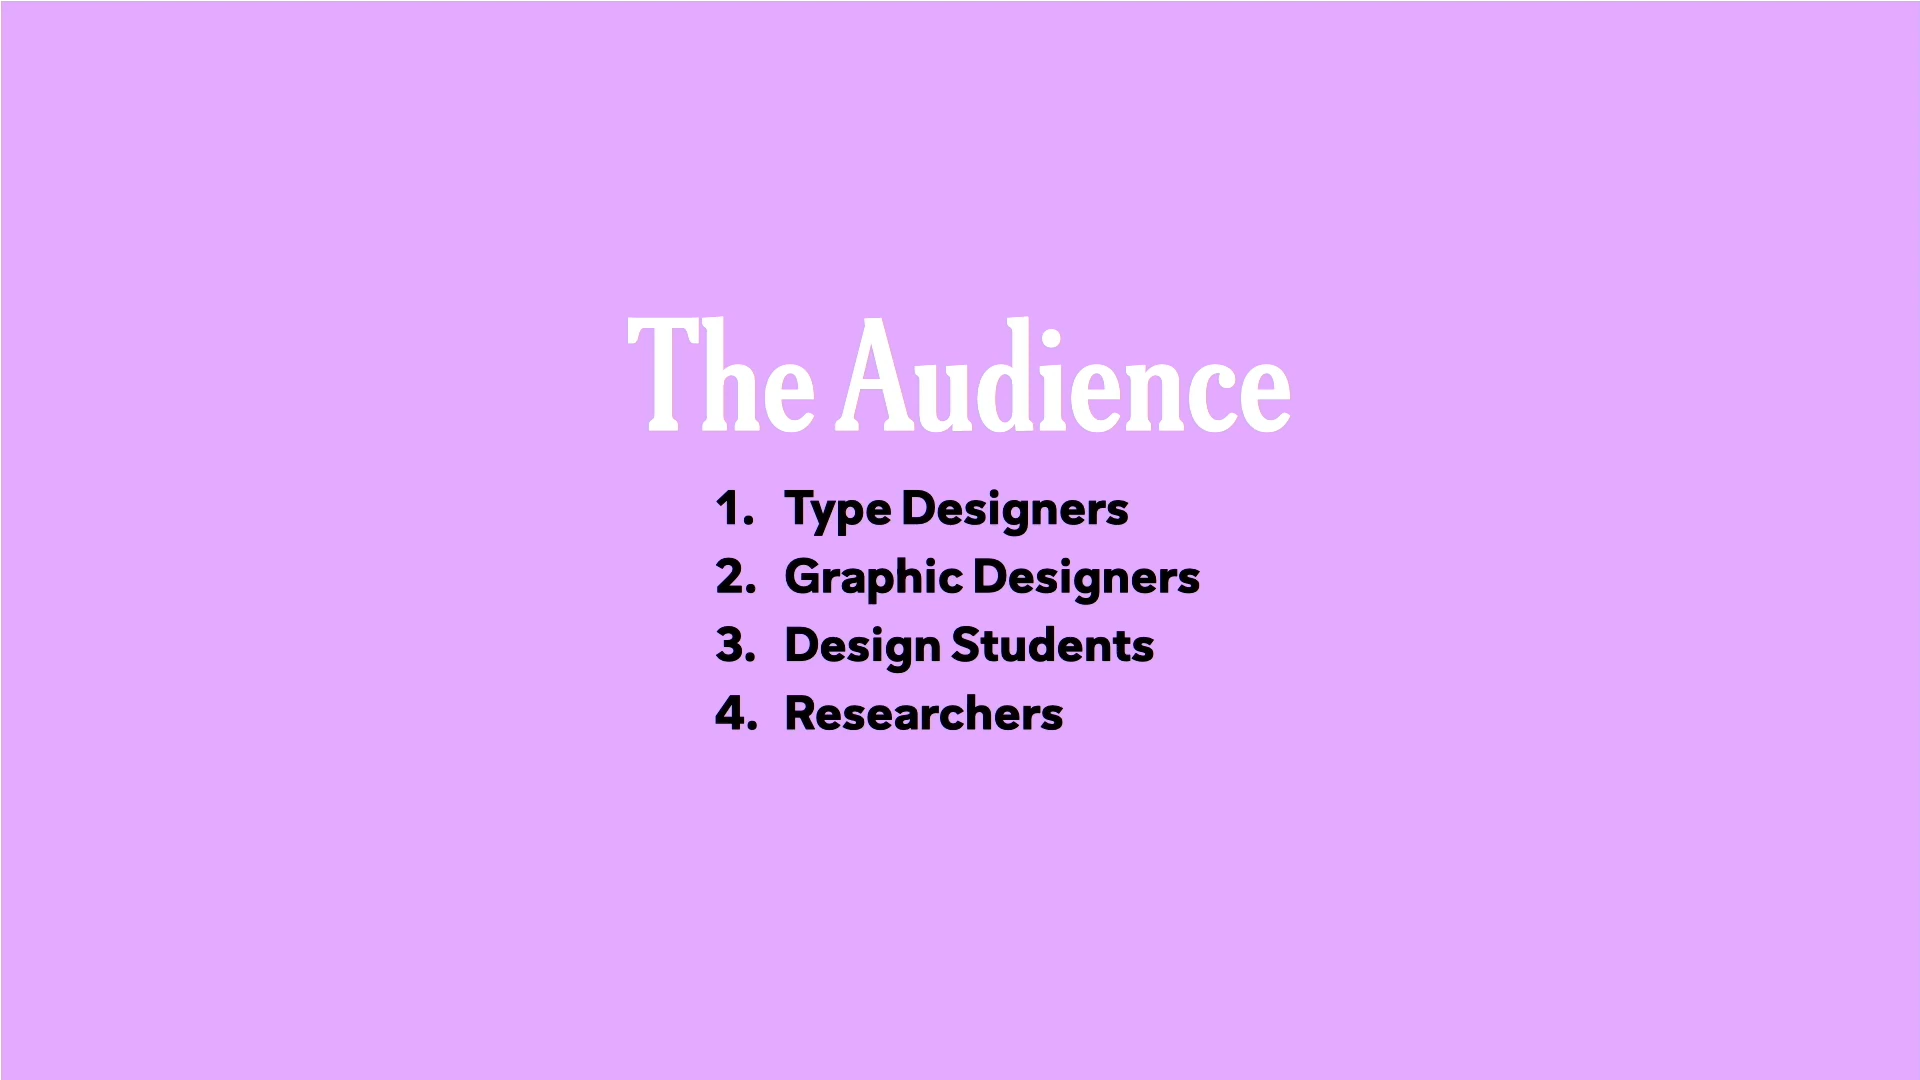 The Audience
1. Type Designers
2. Graphic Designers
3. Design Students
4. Researchers